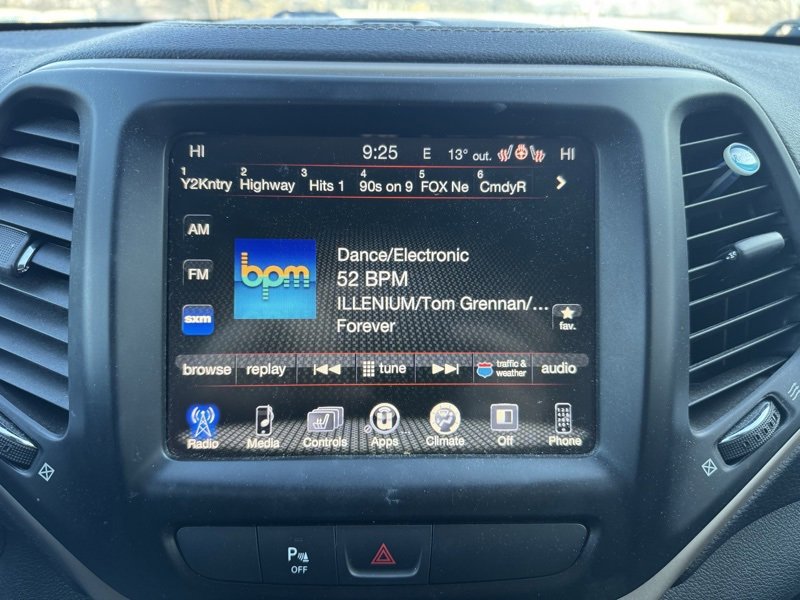 HI 9:25 E 13° out. HI
1 Y2Kntry 2 Highway 3 Hits 1 4 90s on 9 5 FOX Ne 6 CmdyR
AM
FM
sxm
bpm
Dance/Electronic
52 BPM
ILLENIUM/Tom Grennan/...
Forever
fav.
browse replay tune traffic & weather audio
Radio Media Controls Apps Climate Off Phone
P OFF